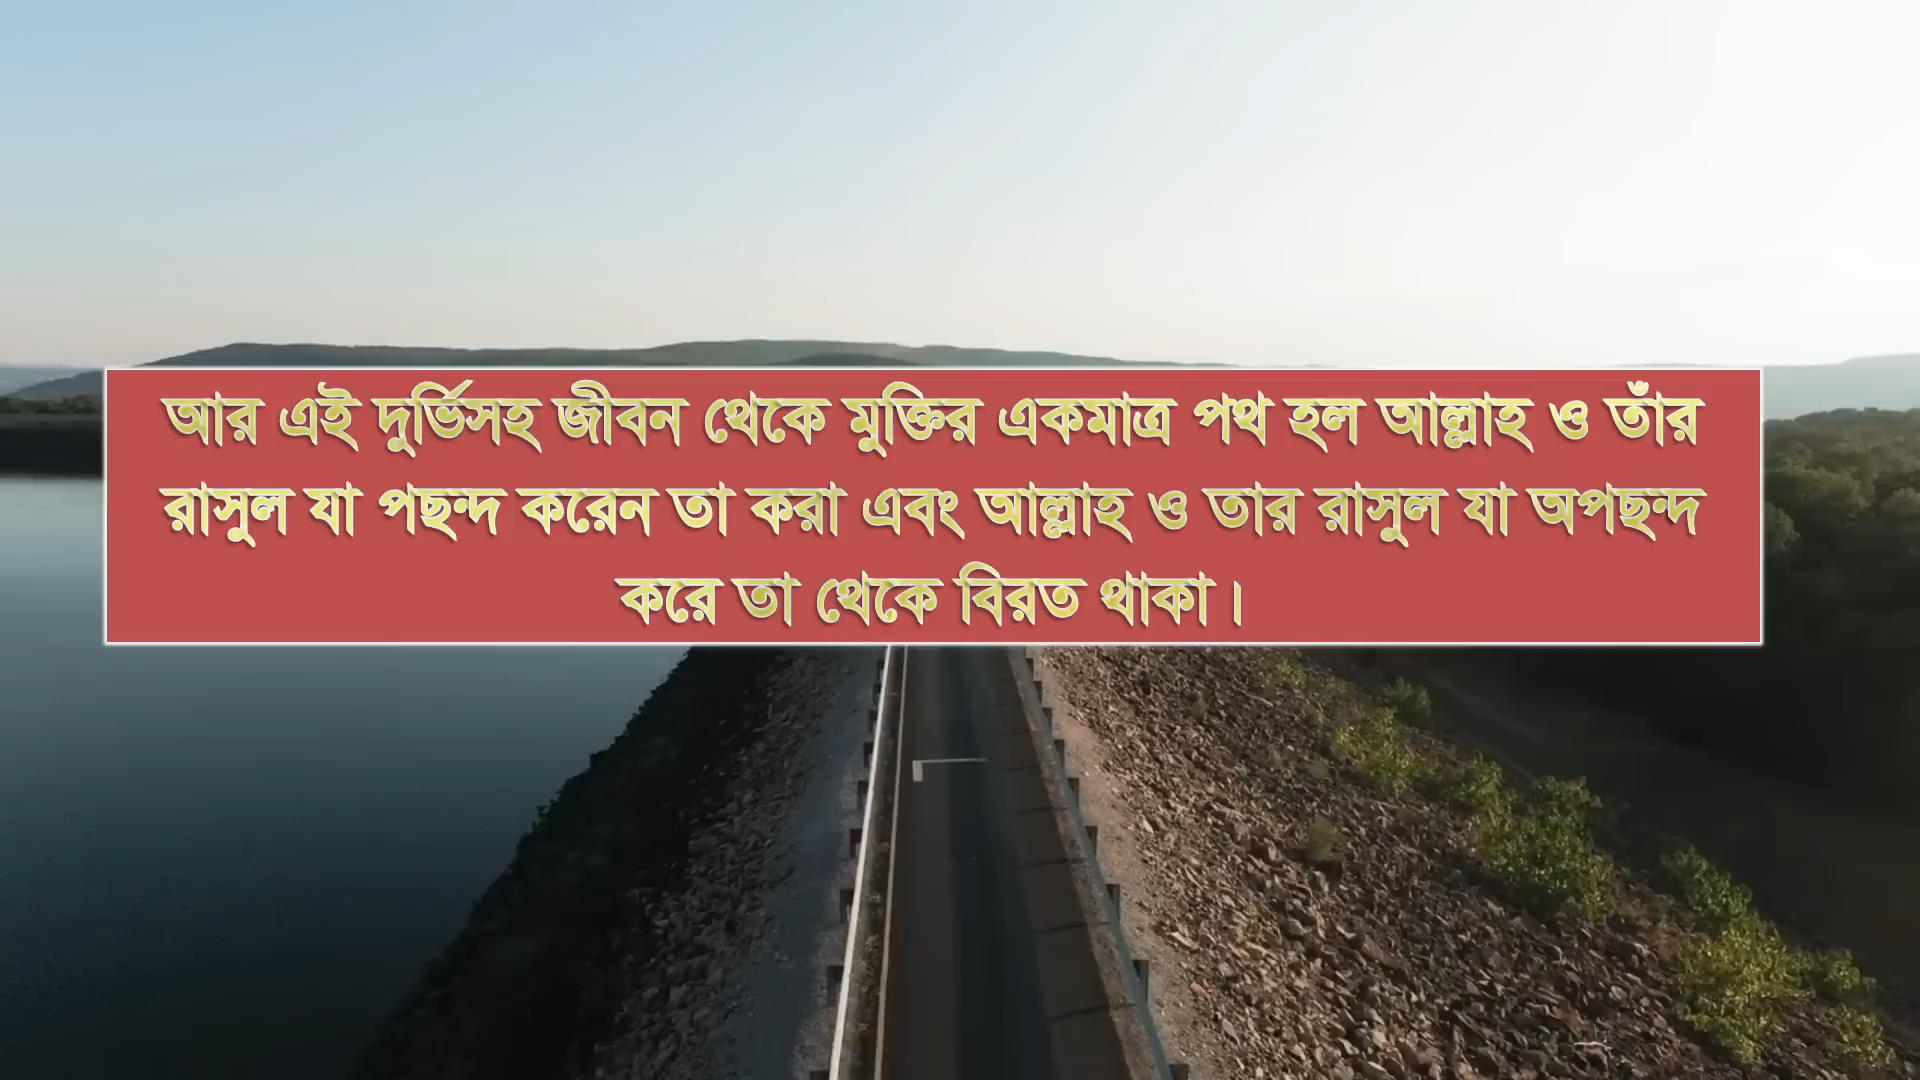 আর এই দুর্ভিসহ জীবন থেকে মুক্তির একমাত্র পথ হল আল্লাহ ও তাঁর
রাসুল যা পছন্দ করেন তা করা এবং আল্লাহ ও তার রাসুল যা অপছন্দ
করে তা থেকে বিরত থাকা।